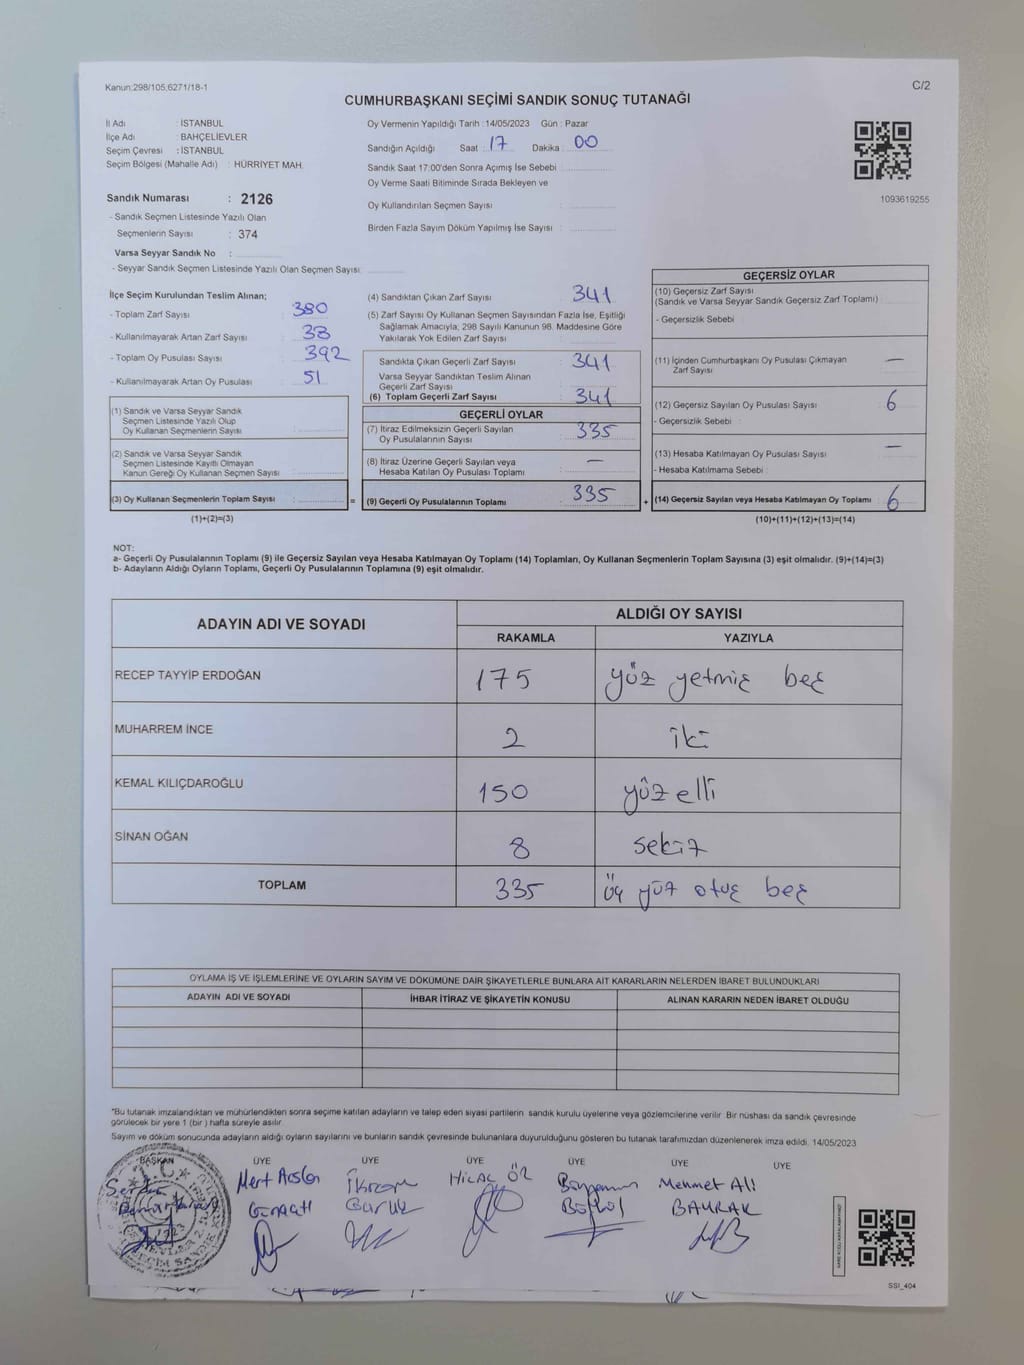 Kanun:298/105,6271/18-1
C/2
CUMHURBAŞKANI SEÇİMİ SANDIK SONUÇ TUTANAĞI
İl Adı : İSTANBUL
İlçe Adı : BAHÇELİEVLER
Seçim Çevresi : İSTANBUL
Seçim Bölgesi (Mahalle Adı) : HÜRRİYET MAH.
Sandık Numarası : 2126
- Sandık Seçmen Listesinde Yazılı Olan
Seçmenlerin Sayısı : 374
Varsa Seyyar Sandık No :
- Seyyar Sandık Seçmen Listesinde Yazılı Olan Seçmen Sayısı
Oy Vermenin Yapıldığı Tarih :14/05/2023 Gün : Pazar
Sandığın Açıldığı Saat : 17 Dakika : 00
Sandık Saat 17:00'den Sonra Açımış İse Sebebi :
Oy Verme Saati Bitiminde Sırada Bekleyen ve
Oy Kullandırılan Seçmen Sayısı :
Birden Fazla Sayım Döküm Yapılmış İse Sayısı :
1093619255
İlçe Seçim Kurulundan Teslim Alınan;
- Toplam Zarf Sayısı : 380
- Kullanılmayarak Artan Zarf Sayısı : 38
- Toplam Oy Pusulası Sayısı : 392
- Kullanılmayarak Artan Oy Pusulası : 51
(1) Sandık ve Varsa Seyyar Sandık
Seçmen Listesinde Yazılı Olup
Oy Kullanan Seçmenlerin Sayısı :
(2) Sandık ve Varsa Seyyar Sandık
Seçmen Listesinde Kayıtlı Olmayan
Kanun Gereği Oy Kullanan Seçmen Sayısı :
(3) Oy Kullanan Seçmenlerin Toplam Sayısı : =
(1)+(2)=(3)
(4) Sandıktan Çıkan Zarf Sayısı : 341
(5) Zarf Sayısı Oy Kullanan Seçmen Sayısından Fazla İse, Eşitliği
Sağlamak Amacıyla; 298 Sayılı Kanunun 98. Maddesine Göre
Yakılarak Yok Edilen Zarf Sayısı :
Sandıkta Çıkan Geçerli Zarf Sayısı : 341
Varsa Seyyar Sandıktan Teslim Alınan
Geçerli Zarf Sayısı :
(6) Toplam Geçerli Zarf Sayısı : 341
GEÇERLİ OYLAR
(7) İtiraz Edilmeksizin Geçerli Sayılan
Oy Pusulalarının Sayısı : 335
(8) İtiraz Üzerine Geçerli Sayılan veya
Hesaba Katılan Oy Pusulası Toplamı : —
(9) Geçerli Oy Pusulalarının Toplamı : 335 +
GEÇERSİZ OYLAR
(10) Geçersiz Zarf Sayısı
(Sandık ve Varsa Seyyar Sandık Geçersiz Zarf Toplamı) :
- Geçersizlik Sebebi :
(11) İçinden Cumhurbaşkanı Oy Pusulası Çıkmayan
Zarf Sayısı : —
(12) Geçersiz Sayılan Oy Pusulası Sayısı : 6
- Geçersizlik Sebebi :
(13) Hesaba Katılmayan Oy Pusulası Sayısı : —
- Hesaba Katılmama Sebebi :
(14) Geçersiz Sayılan veya Hesaba Katılmayan Oy Toplamı : 6
(10)+(11)+(12)+(13)=(14)
NOT:
a- Geçerli Oy Pusulalarının Toplamı (9) ile Geçersiz Sayılan veya Hesaba Katılmayan Oy Toplamı (14) Toplamları, Oy Kullanan Seçmenlerin Toplam Sayısına (3) eşit olmalıdır. (9)+(14)=(3)
b- Adayların Aldığı Oyların Toplamı, Geçerli Oy Pusulalarının Toplamına (9) eşit olmalıdır.
ADAYIN ADI VE SOYADI
ALDIĞI OY SAYISI
RAKAMLA YAZIYLA
RECEP TAYYİP ERDOĞAN 175 yüz yetmiş beş
MUHARREM İNCE 2 iki
KEMAL KILIÇDAROĞLU 150 yüz elli
SİNAN OĞAN 8 sekiz
TOPLAM 335 üç yüz otuz beş
OYLAMA İŞ VE İŞLEMLERİNE VE OYLARIN SAYIM VE DÖKÜMÜNE DAİR ŞİKAYETLERLE BUNLARA AİT KARARLARIN NELERDEN İBARET BULUNDUKLARI
ADAYIN ADI VE SOYADI İHBAR İTİRAZ VE ŞİKAYETİN KONUSU ALINAN KARARIN NEDEN İBARET OLDUĞU
"Bu tutanak imzalandıktan ve mühürlendikten sonra seçime katılan adayların ve talep eden siyasi partilerin sandık kurulu üyelerine veya gözlemcilerine verilir. Bir nüshası da sandık çevresinde
görülecek bir yere 1 (bir ) hafta süreyle asılır.
Sayım ve döküm sonucunda adayların aldığı oyların sayılarını ve bunların sandık çevresinde bulunanlara duyurulduğunu gösteren bu tutanak tarafımızdan düzenlenerek imza edildi. 14/05/2023
BAŞKAN ÜYE ÜYE ÜYE ÜYE ÜYE ÜYE
Mert Arslan HİLAL ÖZ Mehmet Ali
BAYRAK
SSI_404